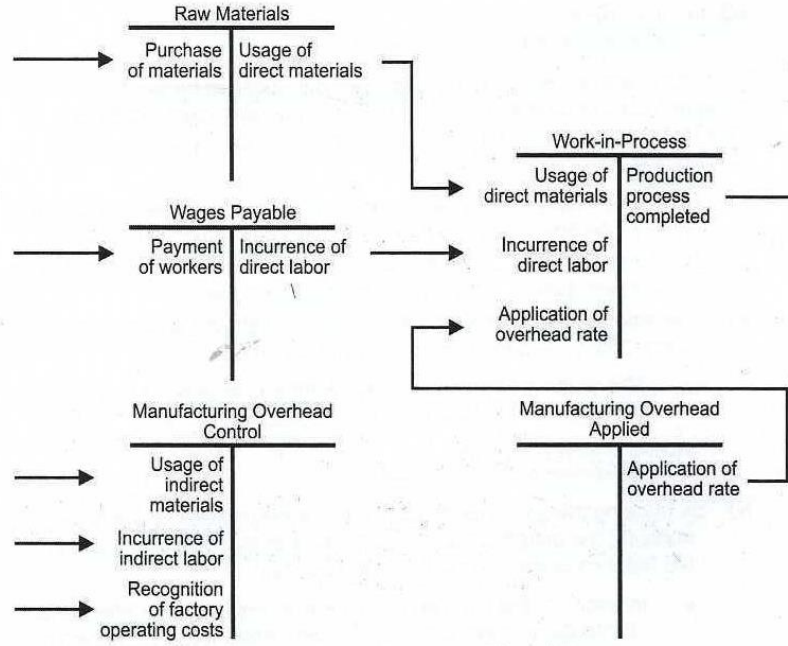 Raw Materials
Purchase
of materials
Usage of
direct materials
Work-in-Process
Usage of
direct materials
Production
process
completed
Wages Payable
Payment
of workers
Incurrence of
direct labor
Incurrence of
direct labor
Application of
overhead rate
Manufacturing Overhead
Control
Usage of
indirect
materials
Incurrence of
indirect labor
Recognition
of factory
operating costs
Manufacturing Overhead
Applied
Application of
overhead rate